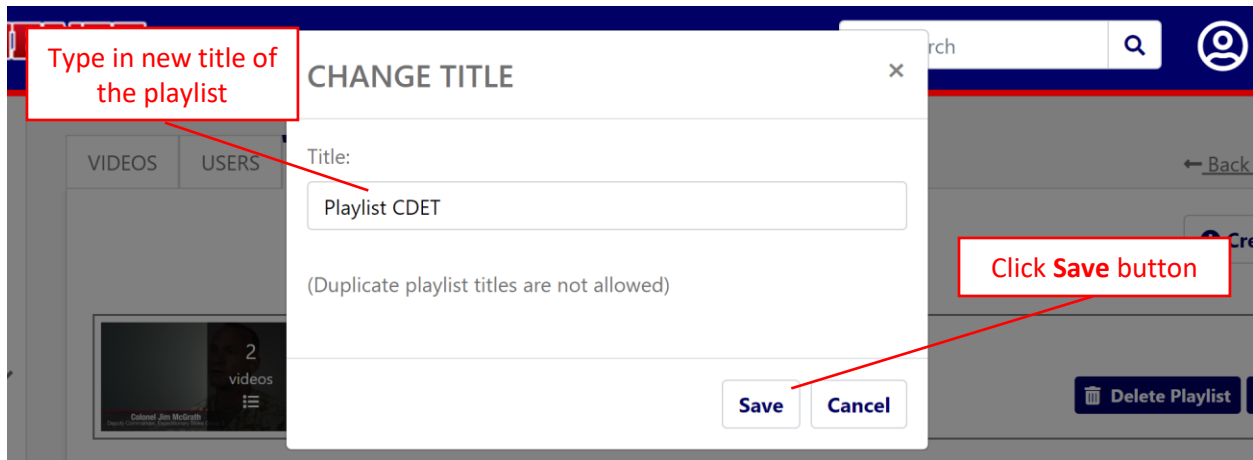 Type in new title of
the playlist
CHANGE TITLE
×
rch
VIDEOS
USERS
Title:
Back
Playlist CDET
Cre
Click Save button
(Duplicate playlist titles are not allowed)
2
videos
Colonel Jim McGrath
Delete Playlist
Save
Cancel